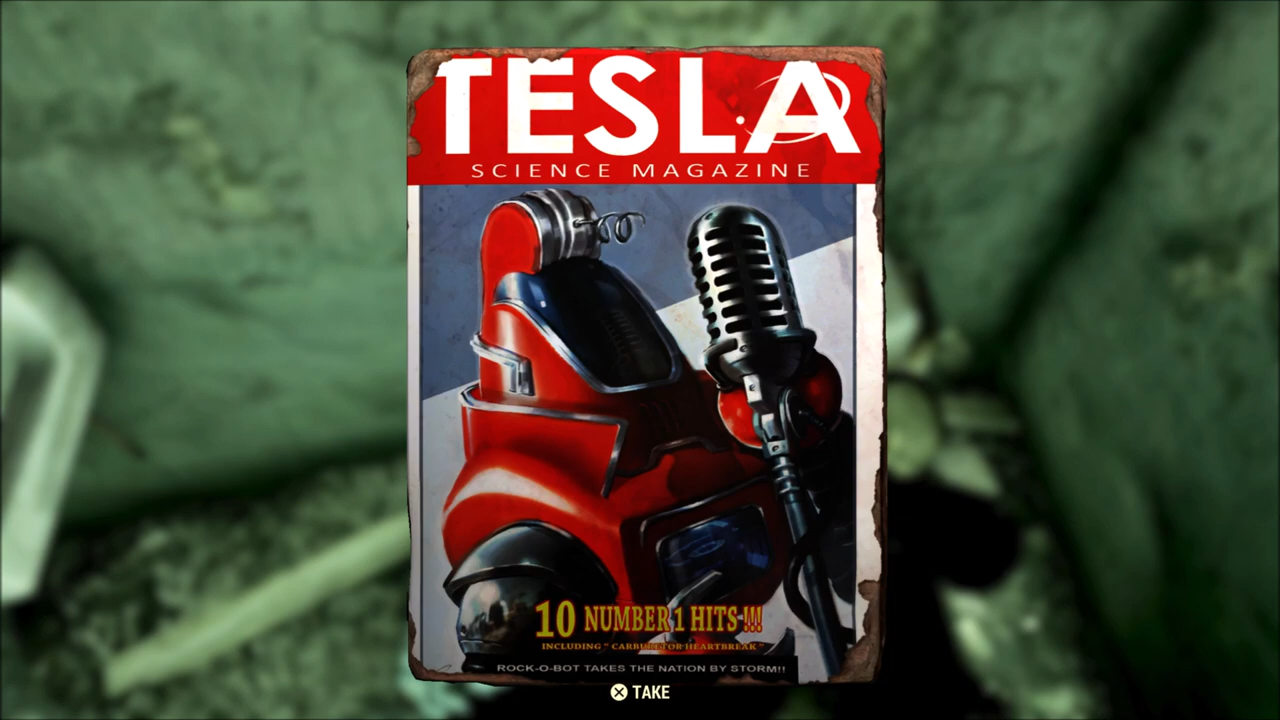 TESLA
SCIENCE MAGAZINE
10 NUMBER 1 HITS !!!
INCLUDING " CARBURETOR HEARTBREAK "
ROCK-O-BOT TAKES THE NATION BY STORM!!
TAKE